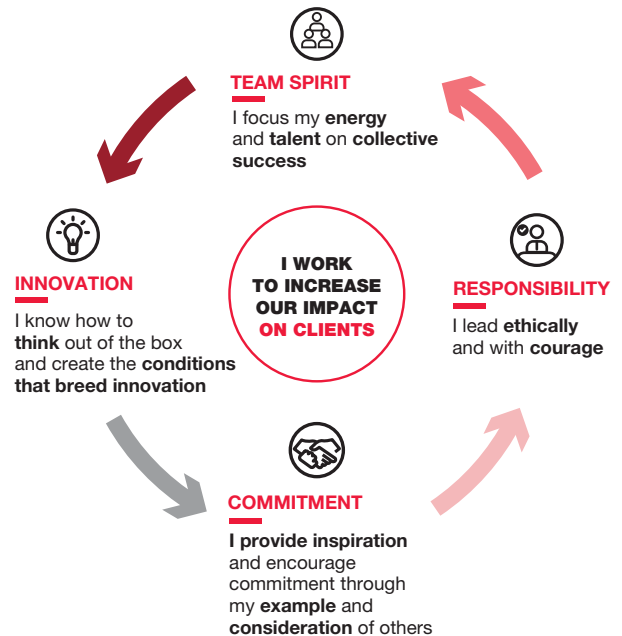 TEAM SPIRIT
I focus my energy
and talent on collective
success
INNOVATION
I know how to
think out of the box
and create the conditions
that breed innovation
I WORK
TO INCREASE
OUR IMPACT
ON CLIENTS
RESPONSIBILITY
I lead ethically
and with courage
COMMITMENT
I provide inspiration
and encourage
commitment through
my example and
consideration of others